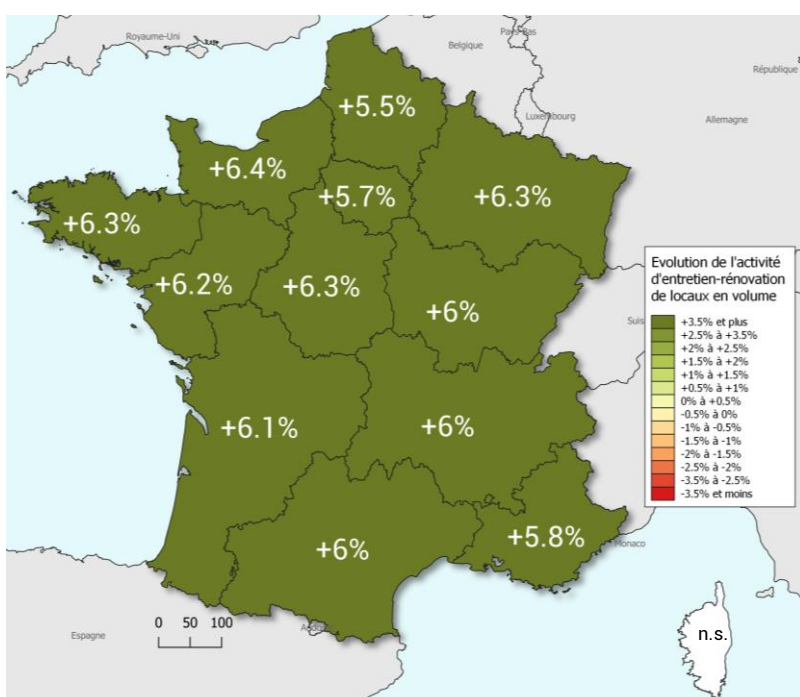 Royaume-Uni
Pays-Bas
Belgique
République
Luxembourg
Allemagne
+5.5%
+6.4%
+5.7%
+6.3%
+6.3%
+6.2%
+6.3%
+6%
Suis
Evolution de l'activité
d'entretien-rénovation
de locaux en volume
+3.5% et plus
+2.5% à +3.5%
+2% à +2.5%
+1.5% à +2%
+1% à +1.5%
+0.5% à +1%
0% à +0.5%
-0.5% à 0%
-1% à -0.5%
-1.5% à -1%
-2% à -1.5%
-2.5% à -2%
-3.5% à -2.5%
-3.5% et moins
+6.1%
+6%
+6%
+5.8%
Monaco
0 50 100
Espagne
n.s.